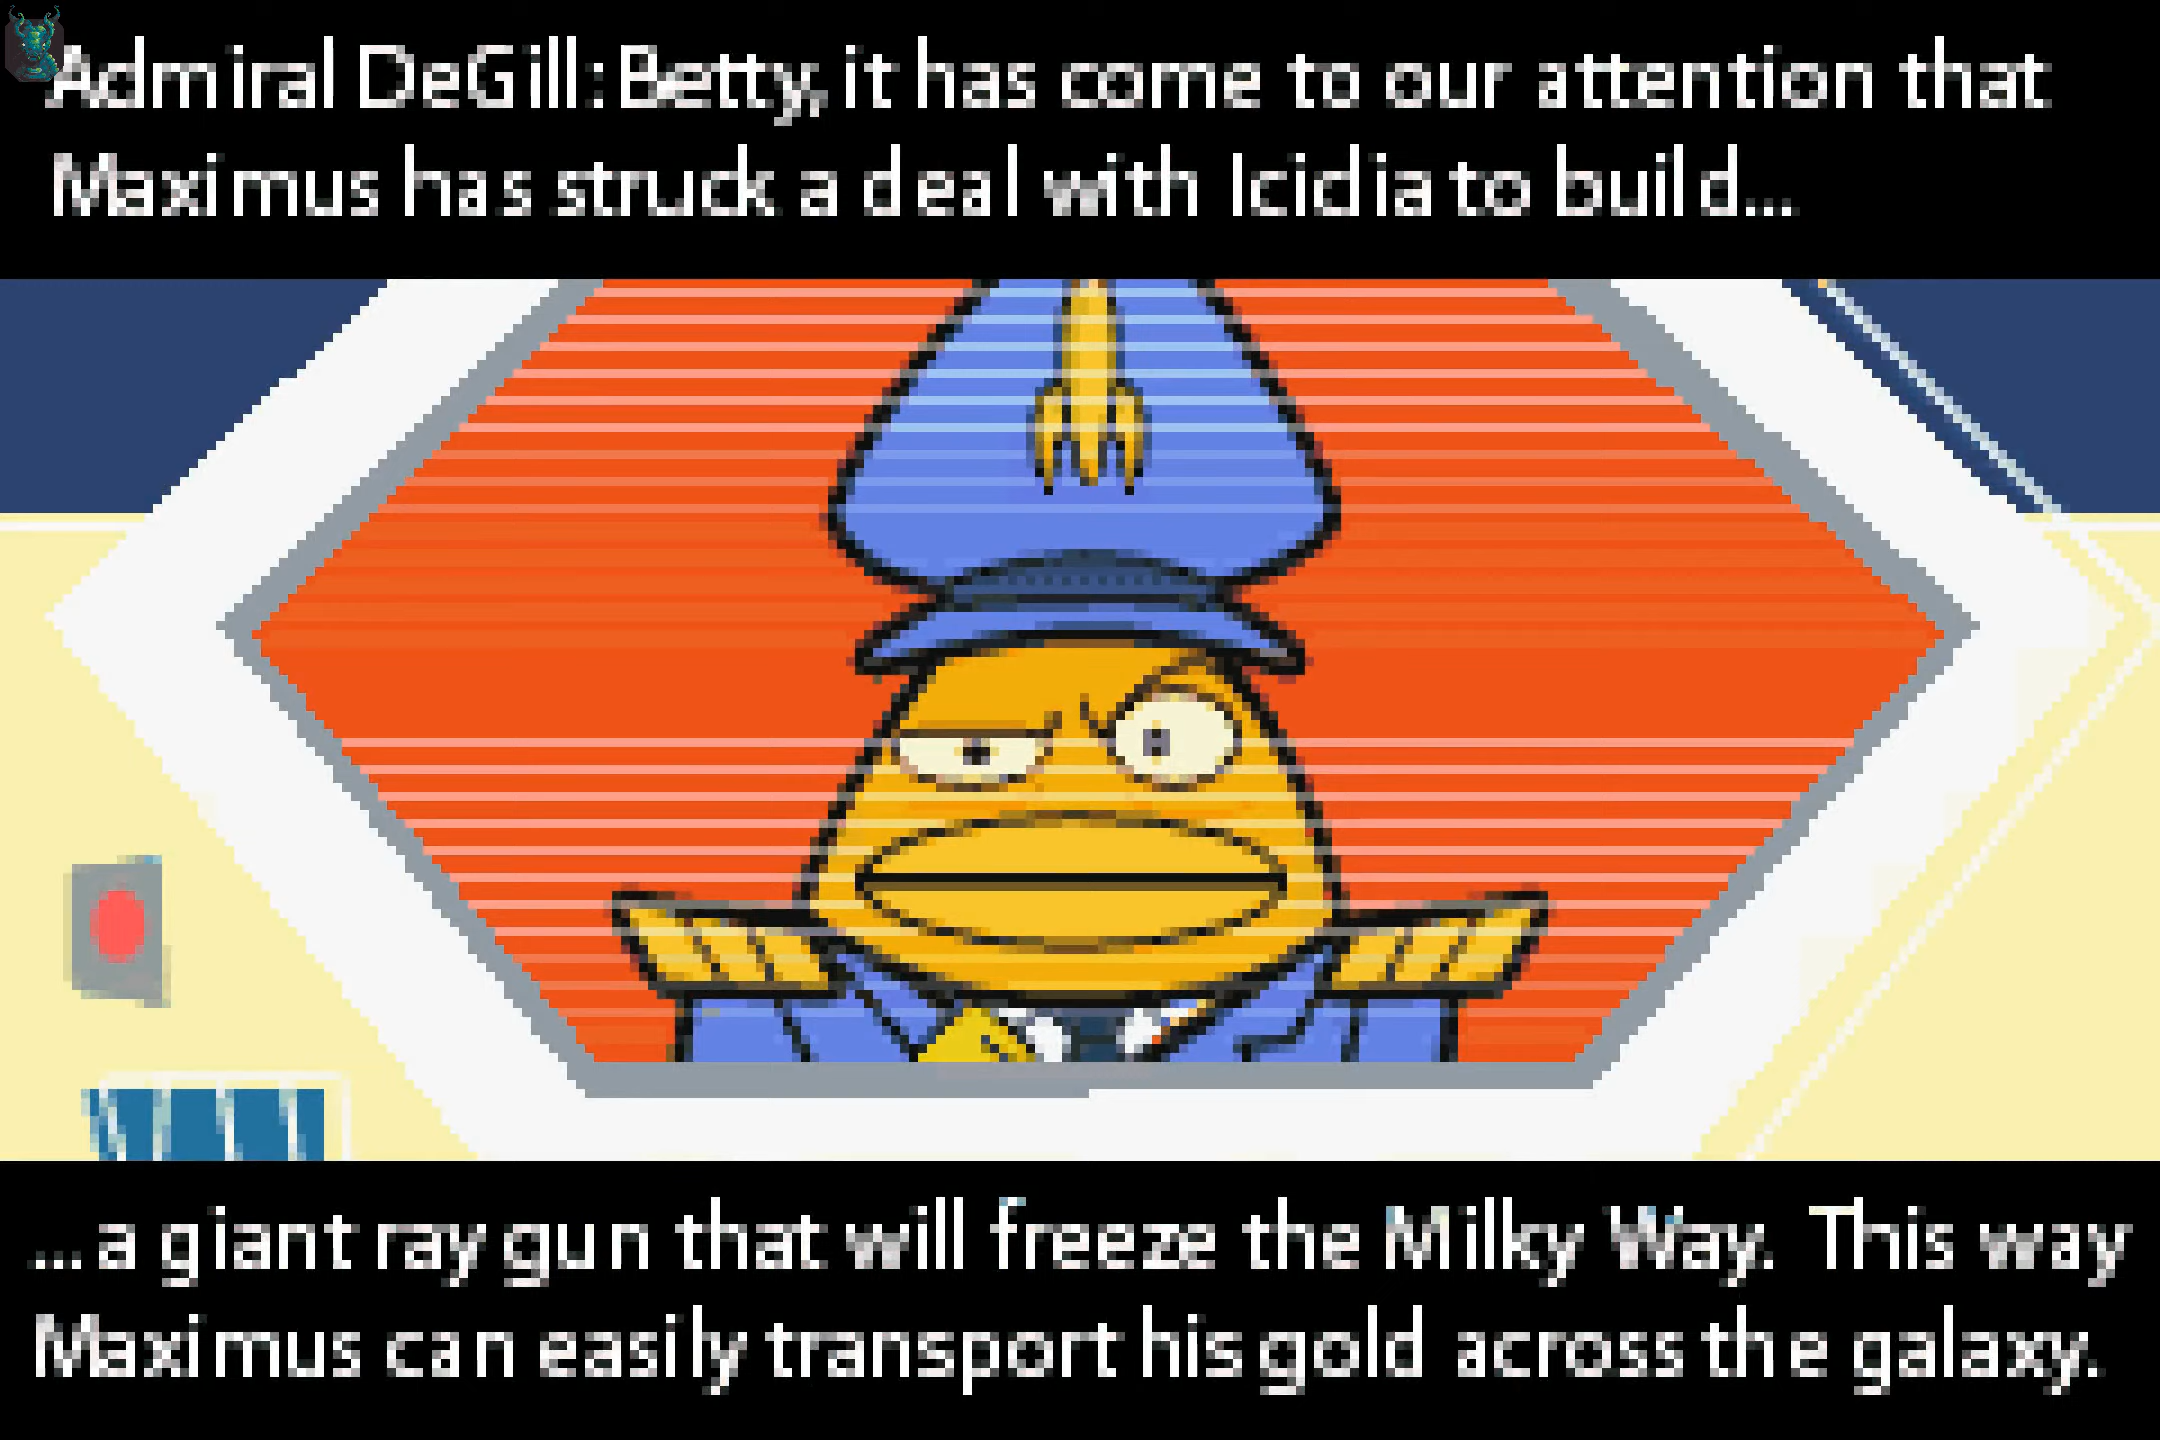 Admiral DeGill: Betty, it has come to our attention that
Maximus has struck a deal with Icidia to build...
...a giant ray gun that will freeze the Milky Way. This way
Maximus can easily transport his gold across the galaxy.